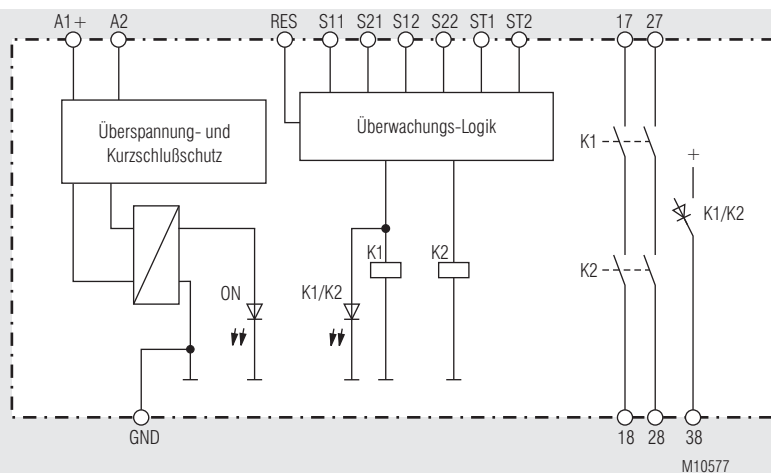 A1+ A2 RES S11 S21 S12 S22 ST1 ST2 17 27
Überspannung- und
Kurzschlußschutz
Überwachungs-Logik
K1
+
K1/K2
K1 K2
K2
ON K1/K2
GND 18 28 38
M10577